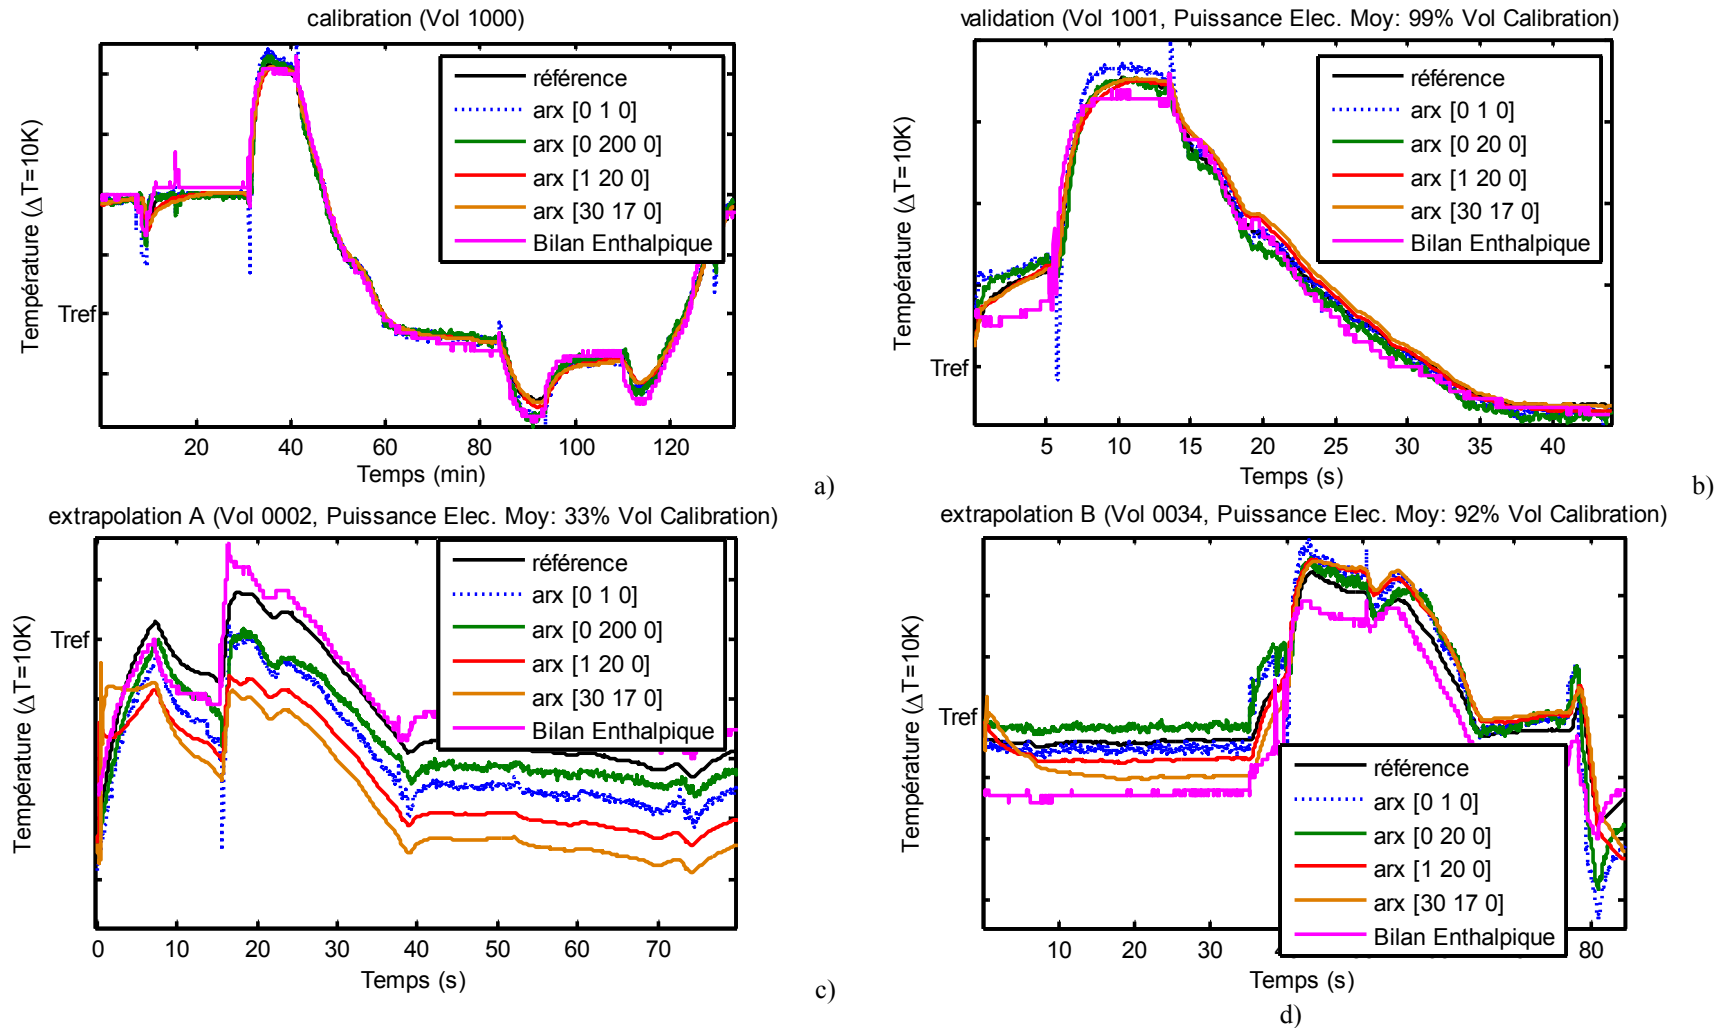 calibration (Vol 1000)
Température (ΔT=10K)
Tref
référence
arx [0 1 0]
arx [0 200 0]
arx [1 20 0]
arx [30 17 0]
Bilan Enthalpique
20 40 60 80 100 120
Temps (min)
a)
validation (Vol 1001, Puissance Elec. Moy: 99% Vol Calibration)
Température (ΔT=10K)
Tref
référence
arx [0 1 0]
arx [0 20 0]
arx [1 20 0]
arx [30 17 0]
Bilan Enthalpique
5 10 15 20 25 30 35 40
Temps (s)
b)
extrapolation A (Vol 0002, Puissance Elec. Moy: 33% Vol Calibration)
Température (ΔT=10K)
Tref
référence
arx [0 1 0]
arx [0 200 0]
arx [1 20 0]
arx [30 17 0]
Bilan Enthalpique
0 10 20 30 40 50 60 70
Temps (s)
c)
extrapolation B (Vol 0034, Puissance Elec. Moy: 92% Vol Calibration)
Température (ΔT=10K)
Tref
référence
arx [0 1 0]
arx [0 20 0]
arx [1 20 0]
arx [30 17 0]
Bilan Enthalpique
0 10 20 30 80
Temps (s)
d)